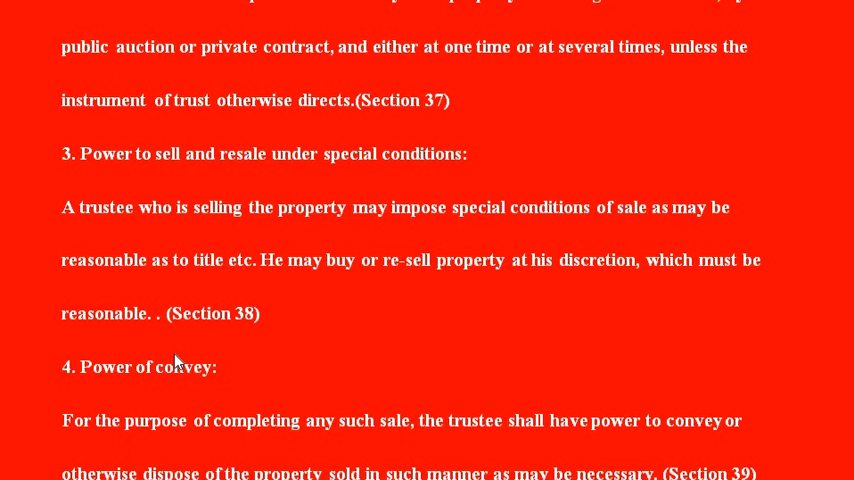 public auction or private contract, and either at one time or at several times, unless the
instrument of trust otherwise directs.(Section 37)
3. Power to sell and resale under special conditions:
A trustee who is selling the property may impose special conditions of sale as may be
reasonable as to title etc. He may buy or re-sell property at his discretion, which must be
reasonable. . (Section 38)
4. Power of convey:
For the purpose of completing any such sale, the trustee shall have power to convey or
otherwise dispose of the property sold in such manner as may be necessary. (Section 39)